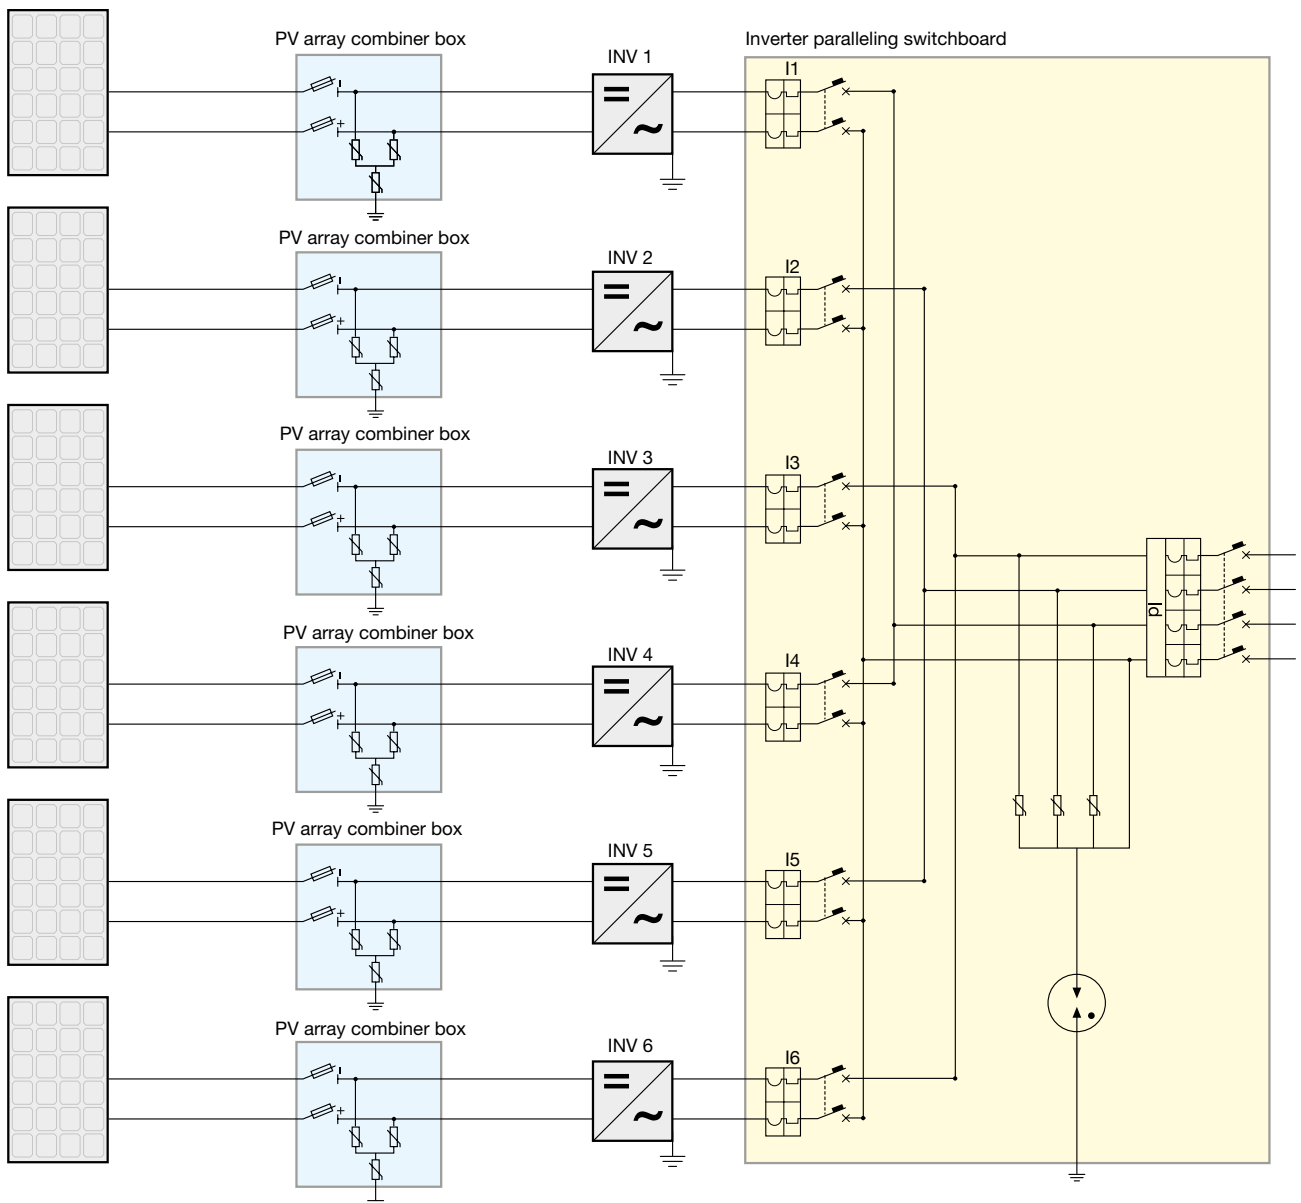 PV array combiner box
INV 1
Inverter paralleling switchboard
I1
PV array combiner box
INV 2
I2
PV array combiner box
INV 3
I3
PV array combiner box
INV 4
I4
Id
PV array combiner box
INV 5
I5
PV array combiner box
INV 6
I6